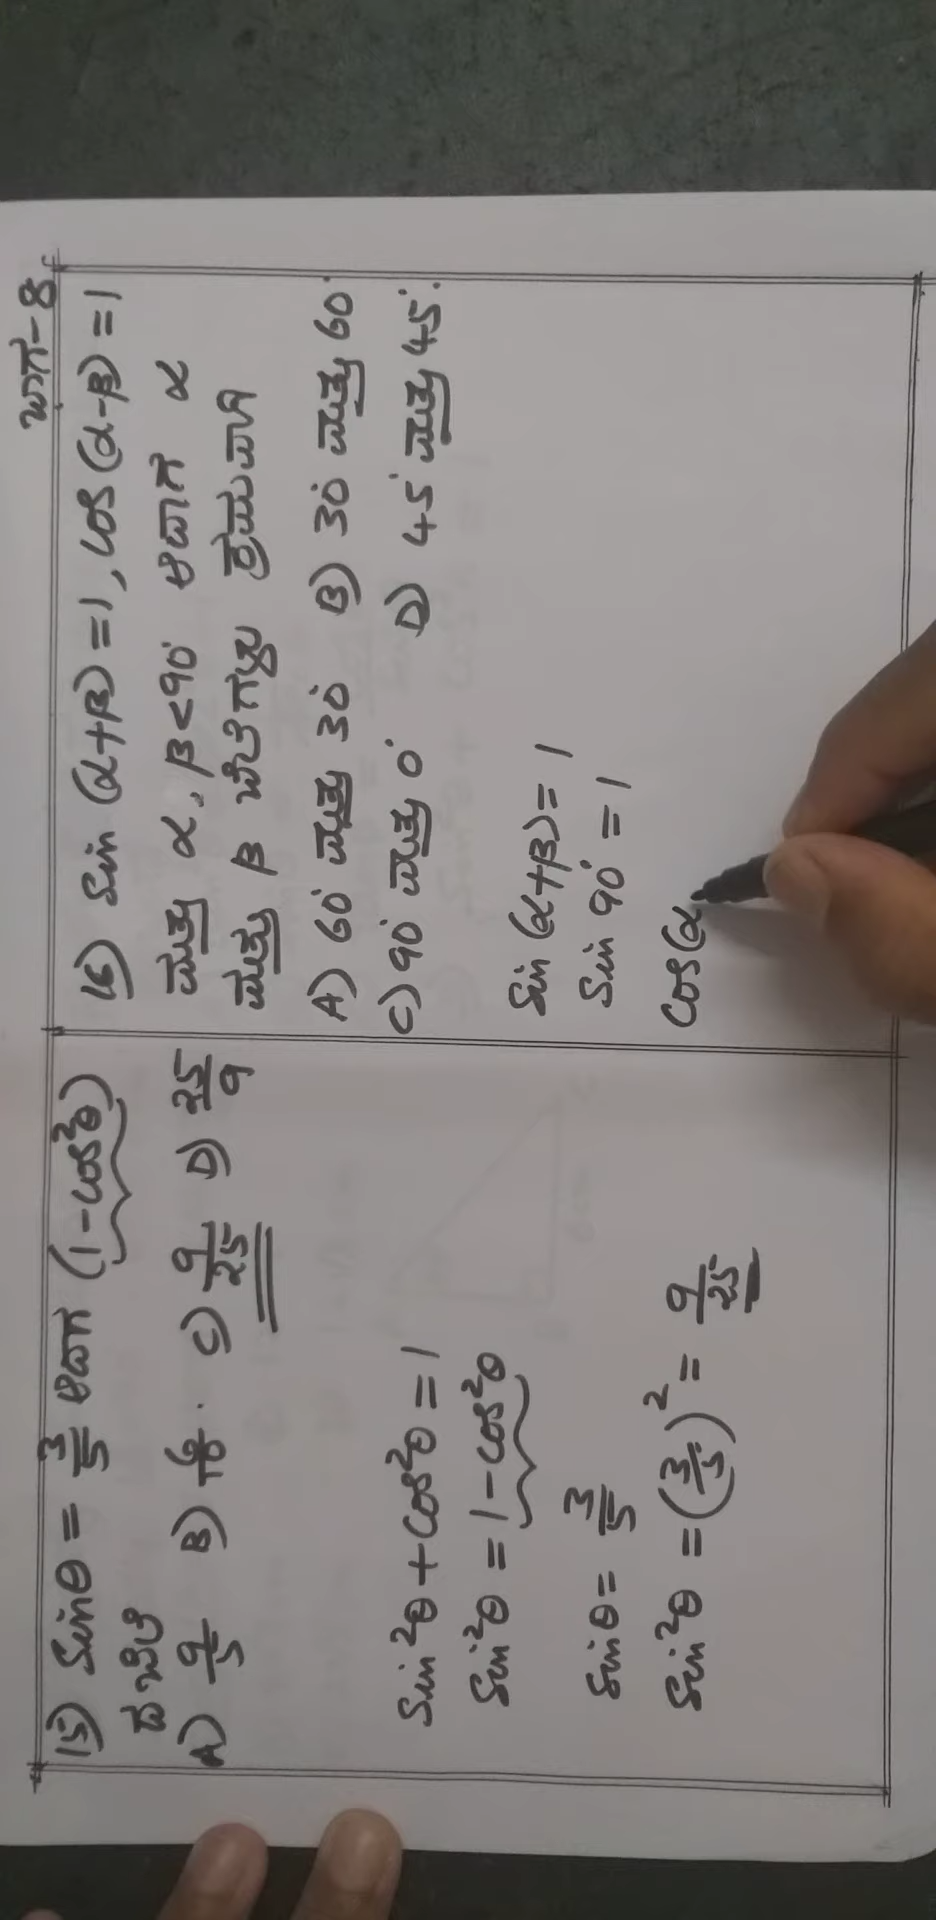 ಭಾಗ-8
15) sinθ = 3/5 ಆದಾಗ (1-cos²θ)
ದ ಬೆಲೆ
A) 9/5 B) 6/10 . C) 9/25 D) 25/9
sin²θ + cos²θ = 1
sin²θ = 1 - cos²θ
sinθ = 3/5
sin²θ = (3/5)² = 9/25
16) sin (α+β) = 1, cos (α-β) = 1
ಮತ್ತು α, β < 90° ಆದಾಗ α
ಮತ್ತು β ಬೆಲೆಗಳು ಕ್ರಮವಾಗಿ
A) 60° ಮತ್ತು 30° B) 30° ಮತ್ತು 60°
C) 90° ಮತ್ತು 0° D) 45° ಮತ್ತು 45°.
sin (α+β) = 1
sin 90° = 1
cos (α